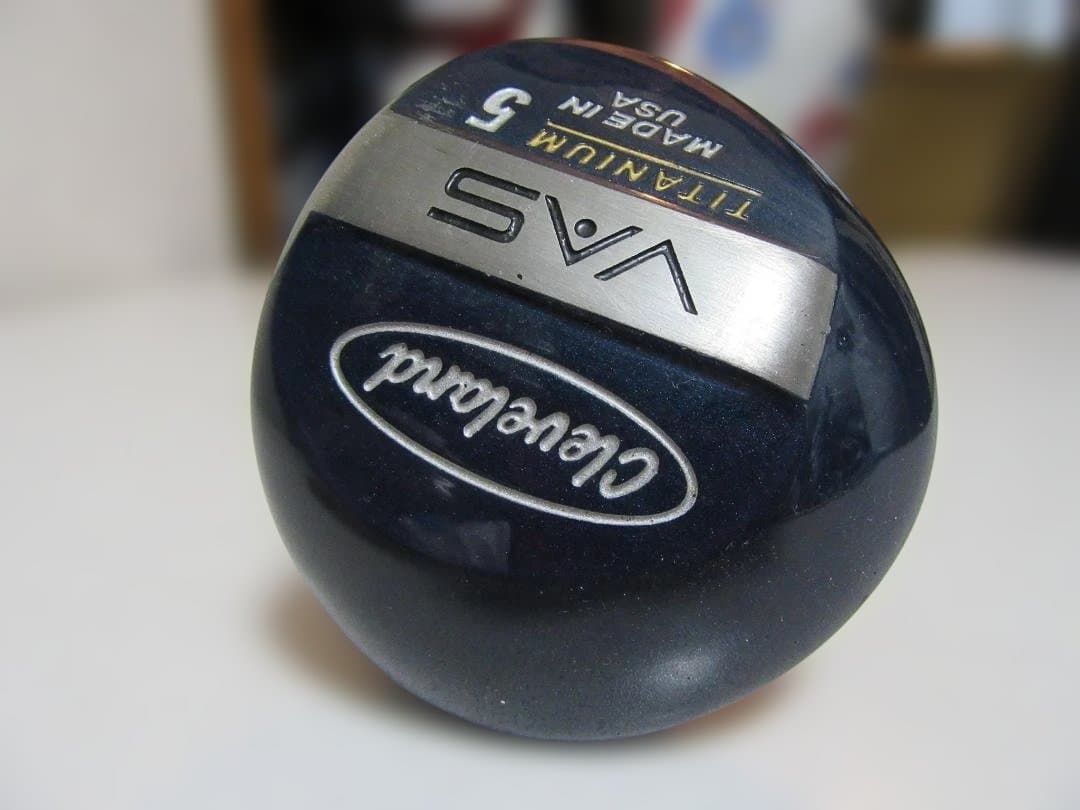 Cleveland
VAS
TITANIUM 5
MADE IN
USA